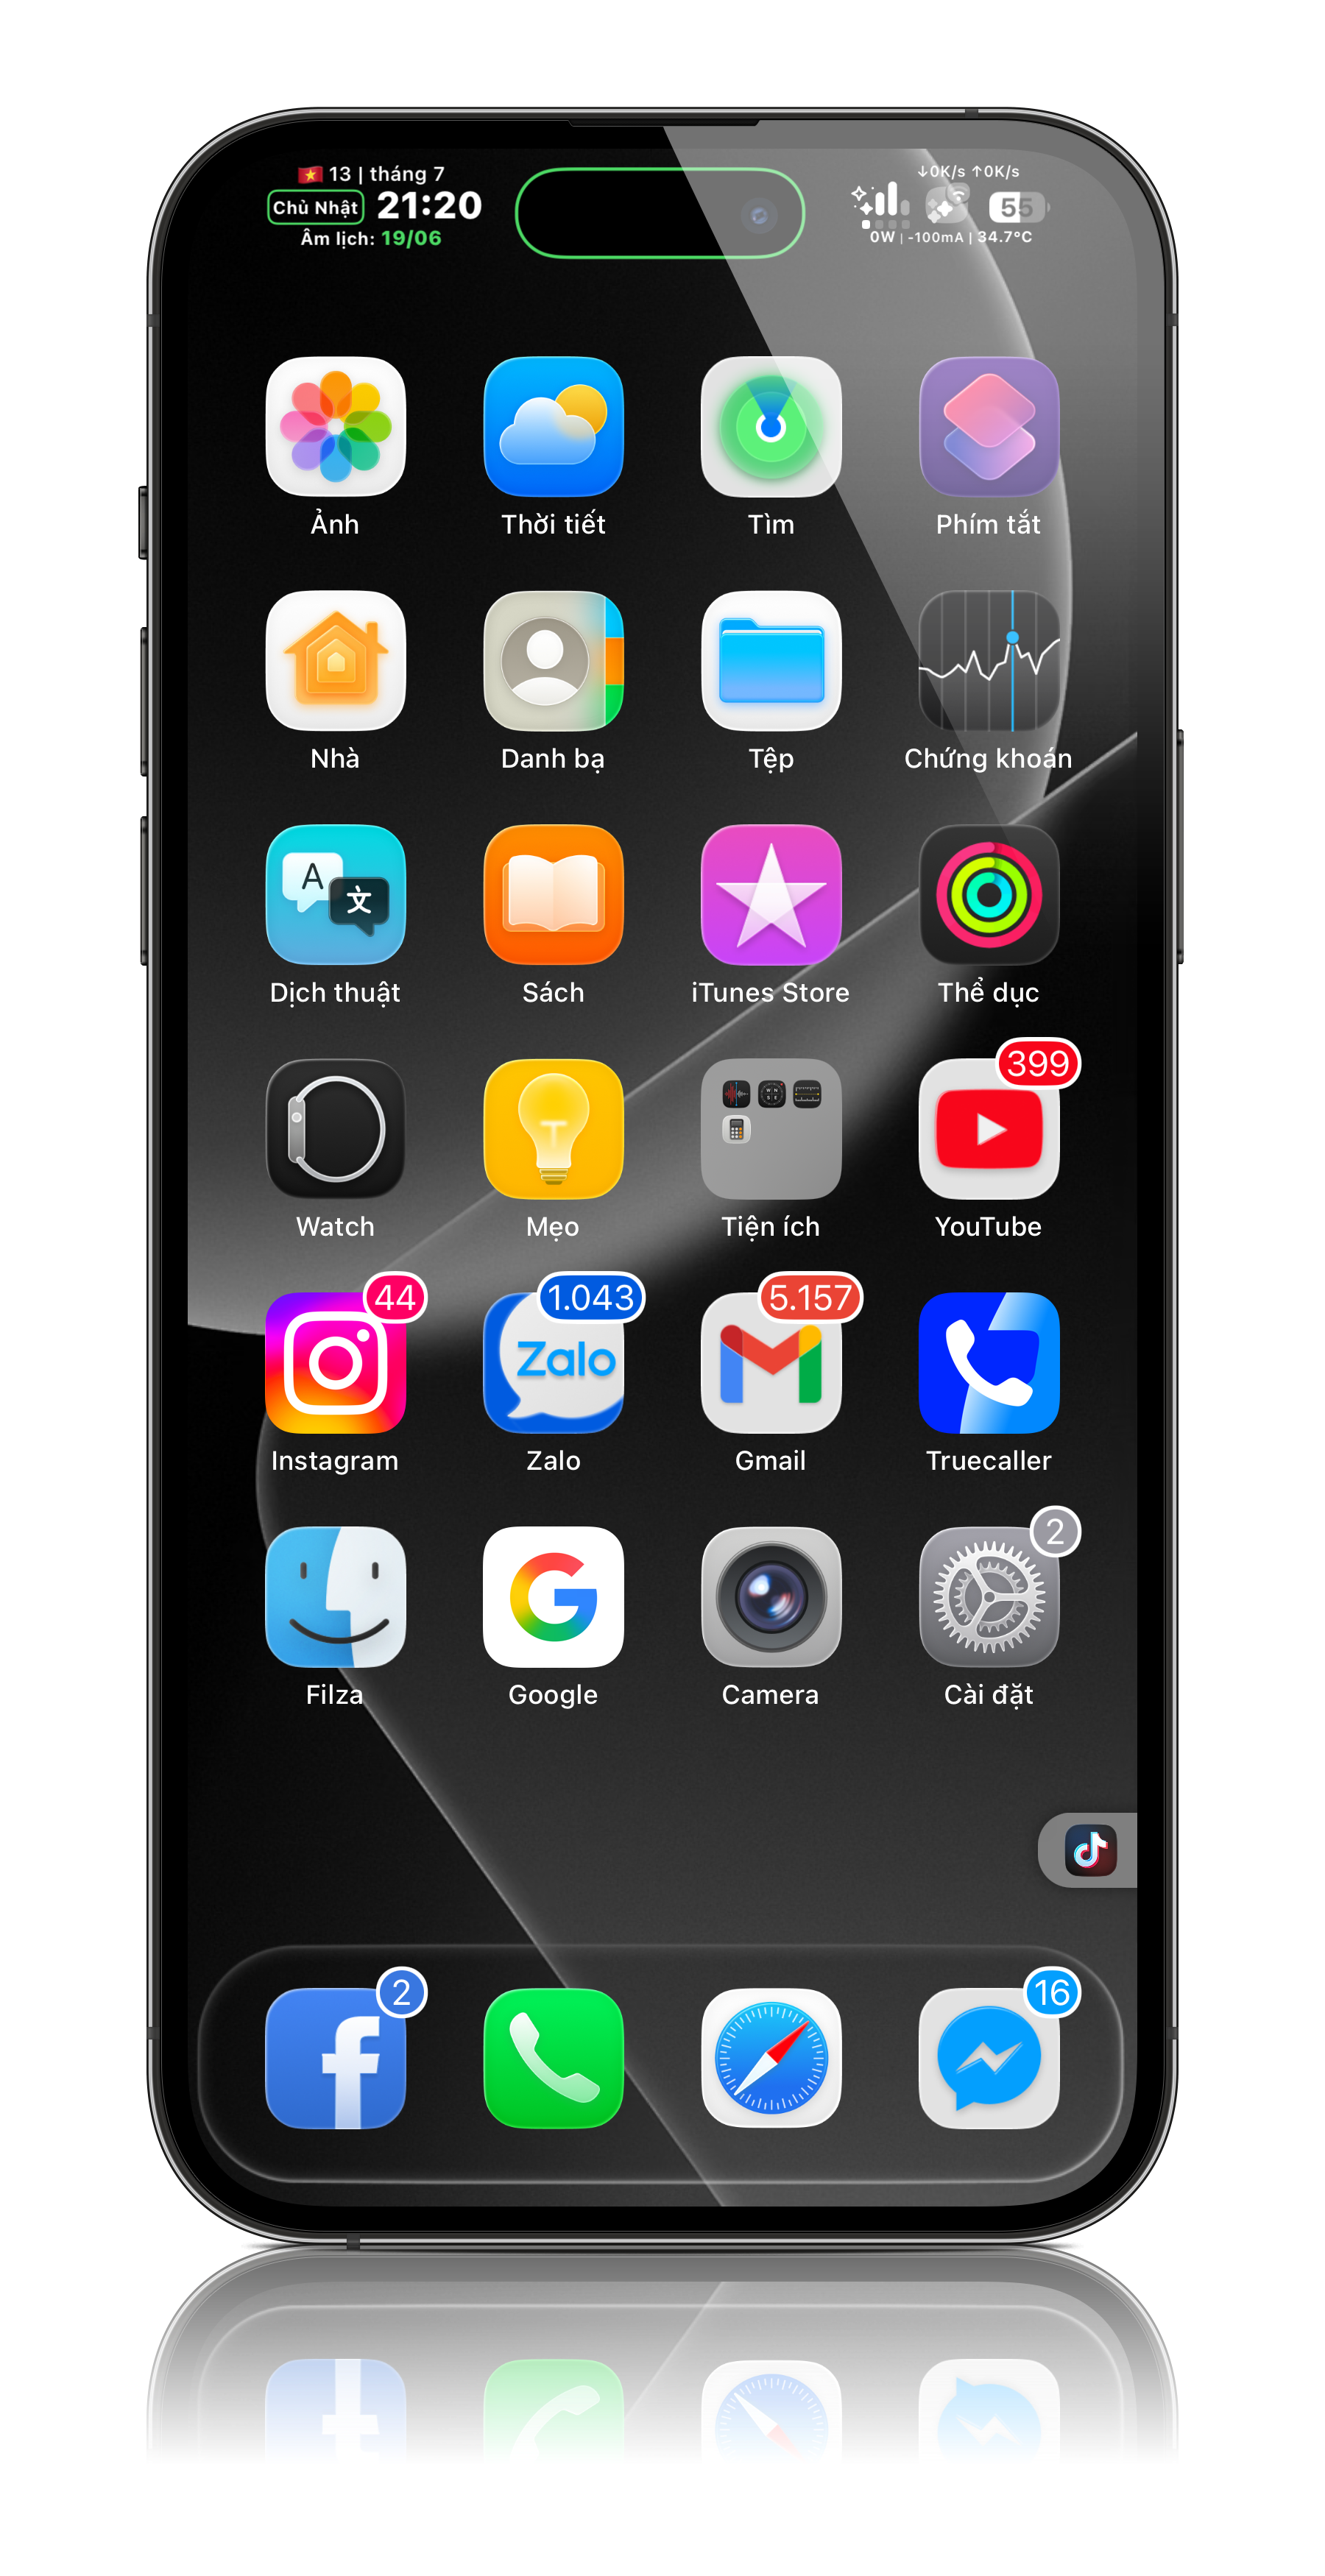 🇻🇳 13 | tháng 7
Chủ Nhật 21:20
Âm lịch: 19/06
↓0K/s ↑0K/s
55
0W | -100mA | 34.7°C
Ảnh Thời tiết Tìm Phím tắt
Nhà Danh bạ Tệp Chứng khoán
A 文
Dịch thuật Sách iTunes Store Thể dục
399
Watch Mẹo Tiện ích YouTube
44 1.043 5.157
Zalo
Instagram Zalo Gmail Truecaller
2
Filza Google Camera Cài đặt
2 16